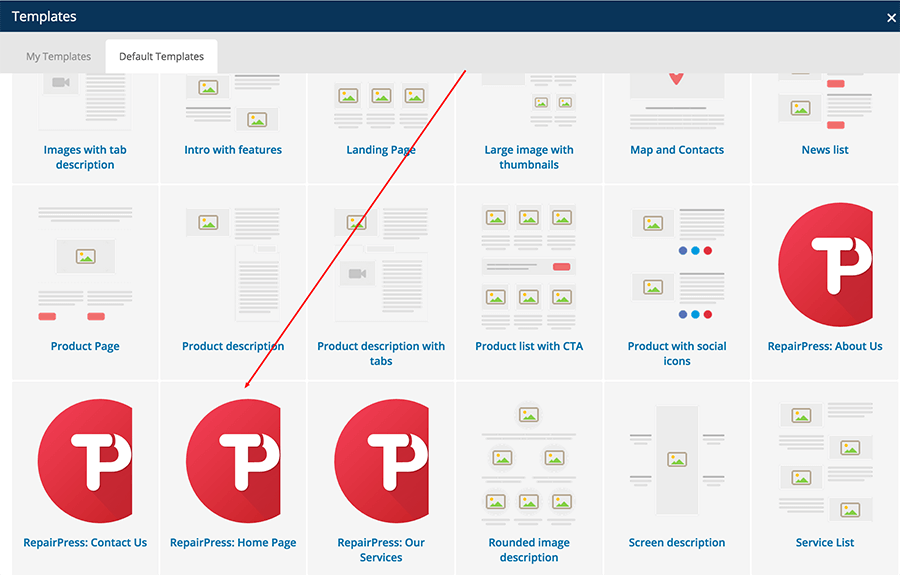 Templates
My Templates
Default Templates
Images with tab
description
Intro with features
Landing Page
Large image with
thumbnails
Map and Contacts
News list
Product Page
Product description
Product description with
tabs
Product list with CTA
Product with social
icons
RepairPress: About Us
RepairPress: Contact Us
RepairPress: Home Page
RepairPress: Our
Services
Rounded image
description
Screen description
Service List